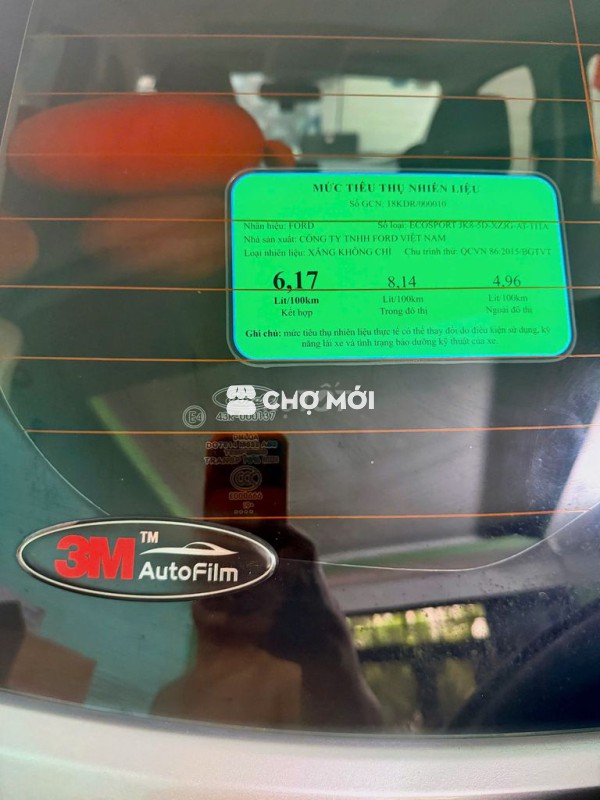 MỨC TIÊU THỤ NHIÊN LIỆU
Số GCN: 18KDR/000010
Nhãn hiệu: FORD Số loại: ECOSPORT JK8-5D-
Nhà sản xuất: CÔNG TY TNHH FORD VIỆT NAM
Loại nhiên liệu: XĂNG KHÔNG CHÌ Chu trình thử: QCVN 86:2015/BGTVT
6,17 8,14 4,96
Lít/100km Lít/100km Lít/100km
Kết hợp Trong đô thị Ngoài đô thị
Ghi chú: mức tiêu thụ nhiên liệu thực tế có thể thay đổi do điều kiện sử dụng, kỹ
năng lái xe và tình trạng bảo dưỡng kỹ thuật của xe.
CHỢ MỚI
E4
CCC
3M™
AutoFilm